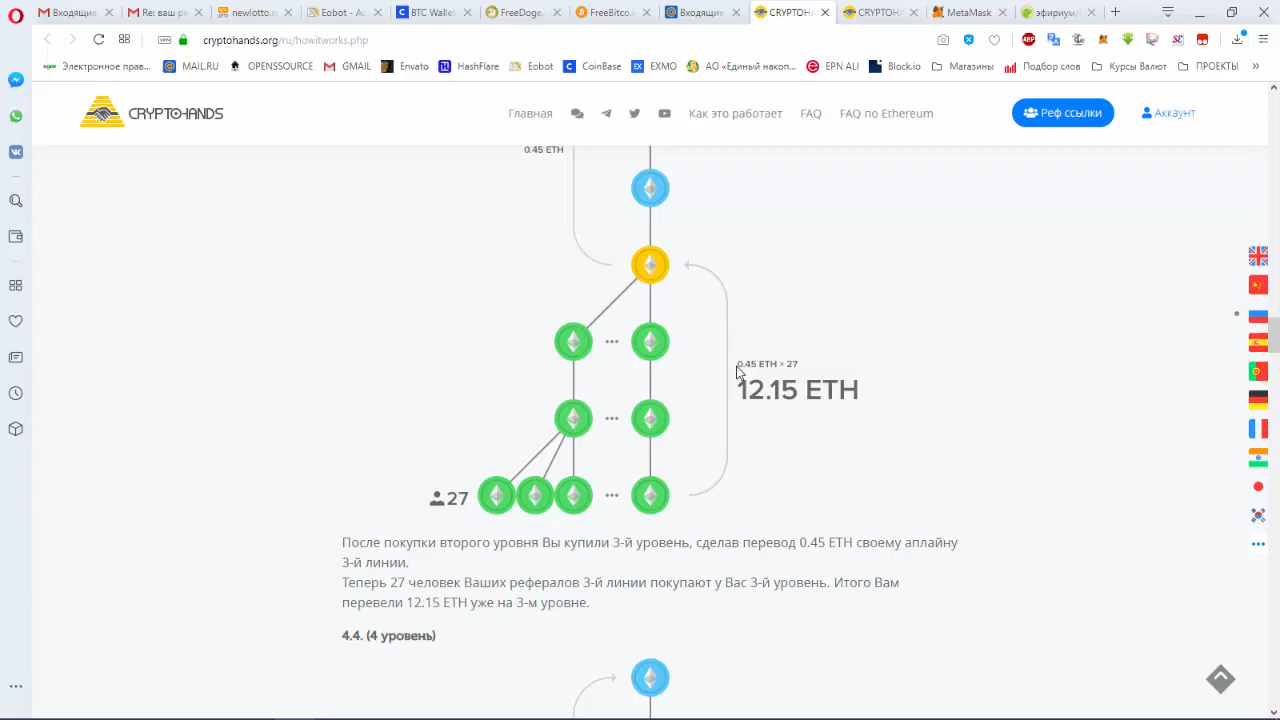 Входящие
Re: ваш р
newlotto.n
Eobot - Ac
BTC Wallet
FreeDoge.
FreeBitco.
Входящие
CRYPTOH
CRYPTOH.
MetaMask
эфириум/
VPN
cryptohands.org/ru/howitworks.php
ABP
Электронное прав...
MAIL.RU
OPENSSOURCE
GMAIL
Envato
HashFlare
Eobot
CoinBase
EXMO
АО «Единый накоп...
EPN ALI
Block.io
Магазины
Подбор слов
Курсы Валют
ПРОЕКТЫ
»
CRYPTOHANDS
Главная
Как это работает
FAQ
FAQ по Ethereum
Реф ссылки
Аккаунт
0.45 ETH
0.45 ETH × 27
12.15 ETH
27
После покупки второго уровня Вы купили 3-й уровень, сделав перевод 0.45 ETH своему аплайну
3-й линии.
Теперь 27 человек Ваших рефералов 3-й линии покупают у Вас 3-й уровень. Итого Вам
перевели 12.15 ETH уже на 3-м уровне.
4.4. (4 уровень)